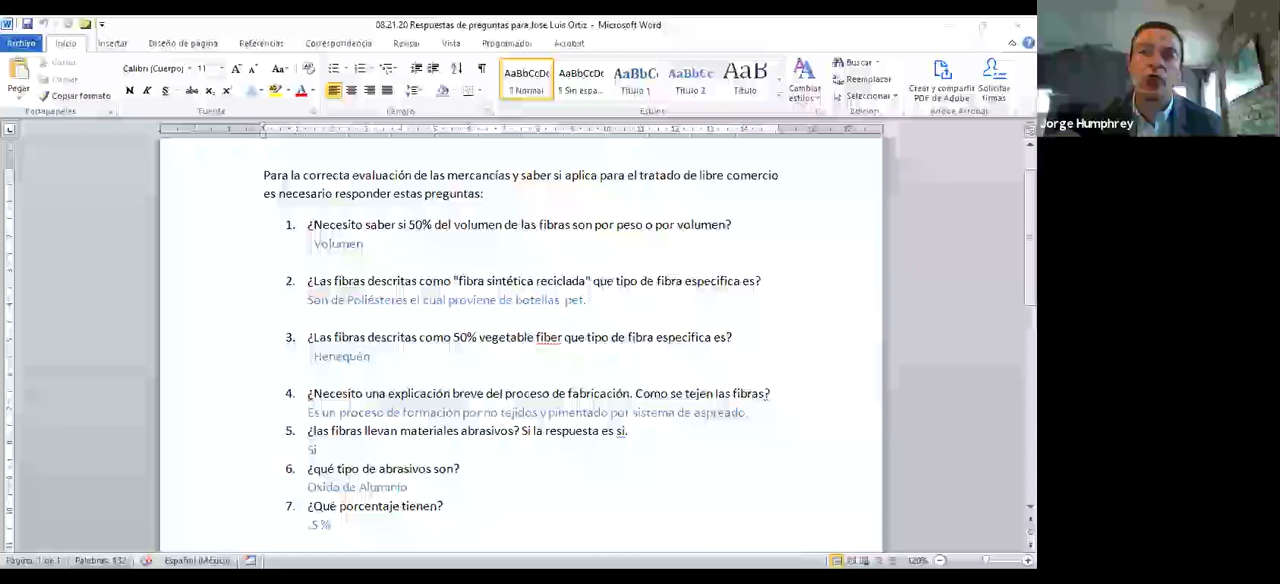 08.21.20 Respuestas de preguntas para Jose Luis Ortiz - Microsoft Word
Archivo Inicio Insertar Diseño de página Referencias Correspondencia Revisar Vista Programador Acrobat
Pegar
Cortar
Copiar
Copiar formato
Portapapeles
Calibri (Cuerpo) 11
Fuente
Párrafo
AaBbCcDc AaBbCcDc AaBbC AaBbCc AaB
¶ Normal ¶ Sin espa... Título 1 Título 2 Título
Estilos
Cambiar estilos
Buscar
Reemplazar
Seleccionar
Edición
Crear y compartir PDF de Adobe
Solicitar firmas
Adobe Acrobat
Jorge Humphrey
Para la correcta evaluación de las mercancías y saber si aplica para el tratado de libre comercio
es necesario responder estas preguntas:
1. ¿Necesito saber si 50% del volumen de las fibras son por peso o por volumen?
Volumen
2. ¿Las fibras descritas como "fibra sintética reciclada" que tipo de fibra especifica es?
Son de Poliésteres el cual proviene de botellas pet.
3. ¿Las fibras descritas como 50% vegetable fiber que tipo de fibra especifica es?
Henequén
4. ¿Necesito una explicación breve del proceso de fabricación. Como se tejen las fibras?
Es un proceso de formación por no tejidos y pimentado por sistema de aspreado.
5. ¿las fibras llevan materiales abrasivos? Si la respuesta es si.
Si
6. ¿qué tipo de abrasivos son?
Oxido de Aluminio
7. ¿Qué porcentaje tienen?
.5 %
Página: 1 de 1 Palabras: 132 Español (México) 120%